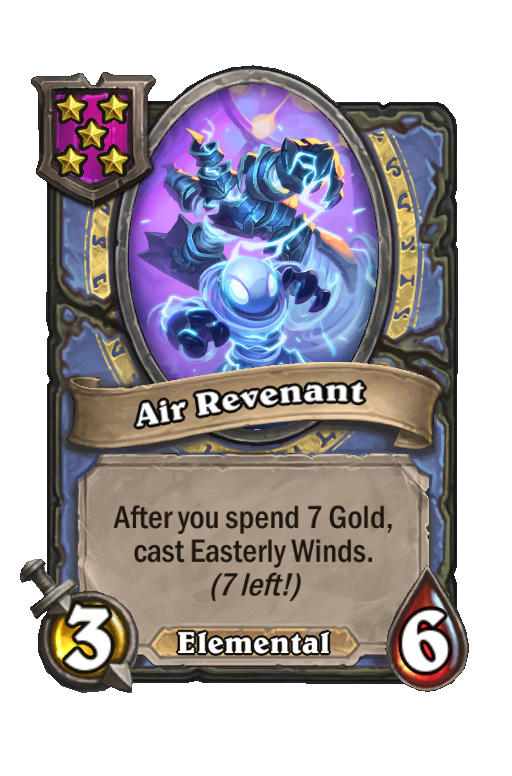 Air Revenant
After you spend 7 Gold,
cast Easterly Winds.
(7 left!)
3
Elemental
6